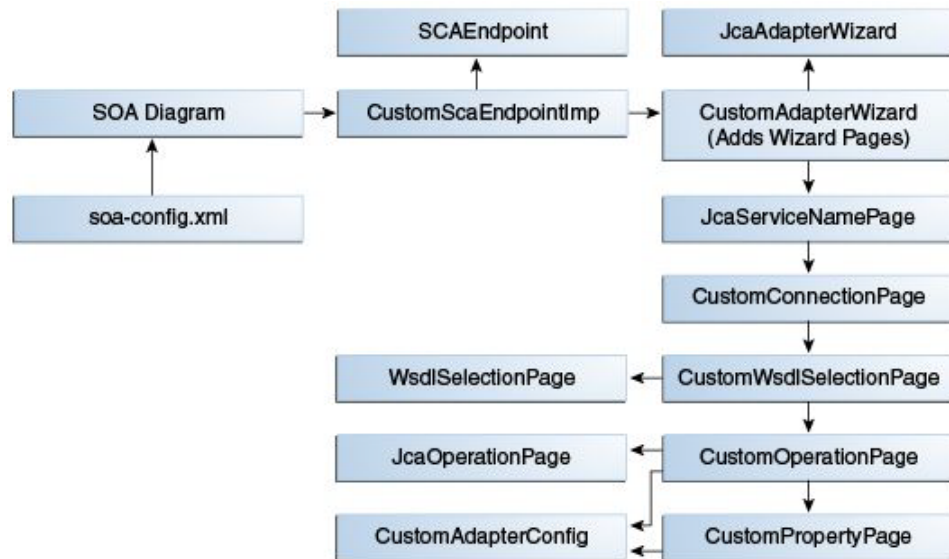 SCAEndpoint
JcaAdapterWizard
SOA Diagram
CustomScaEndpointImp
CustomAdapterWizard
(Adds Wizard Pages)
soa-config.xml
JcaServiceNamePage
CustomConnectionPage
WsdlSelectionPage
CustomWsdlSelectionPage
JcaOperationPage
CustomOperationPage
CustomAdapterConfig
CustomPropertyPage